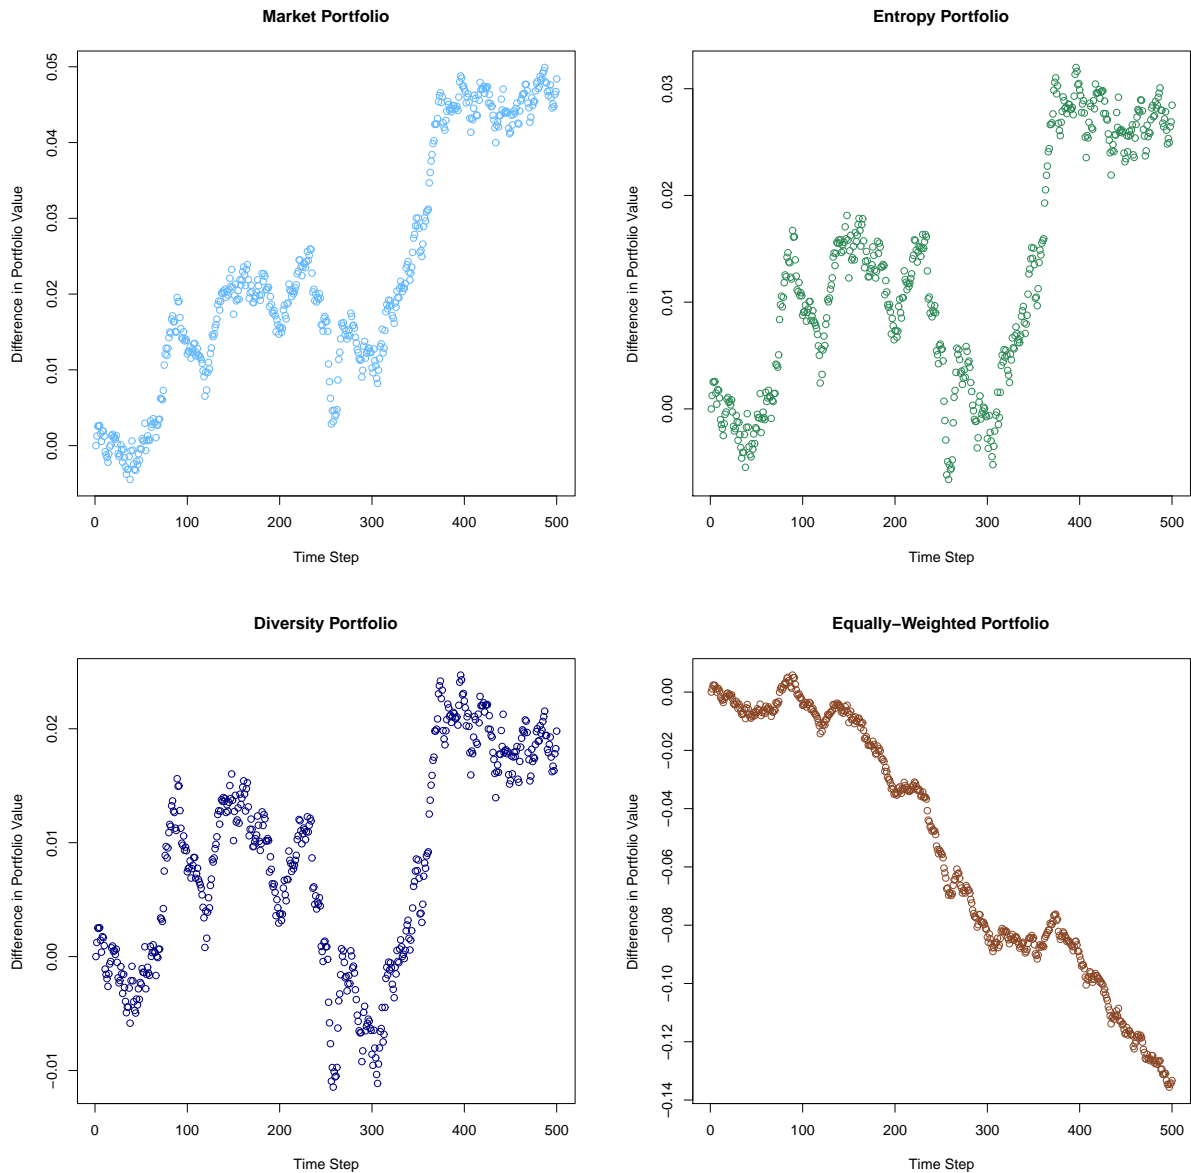 Market Portfolio
Difference in Portfolio Value
0.05
0.04
0.03
0.02
0.01
0.00
0 100 200 300 400 500
Time Step
Entropy Portfolio
Difference in Portfolio Value
0.03
0.02
0.01
0.00
0 100 200 300 400 500
Time Step
Diversity Portfolio
Difference in Portfolio Value
0.02
0.01
0.00
−0.01
0 100 200 300 400 500
Time Step
Equally−Weighted Portfolio
Difference in Portfolio Value
0.00
−0.02
−0.04
−0.06
−0.08
−0.10
−0.12
−0.14
0 100 200 300 400 500
Time Step